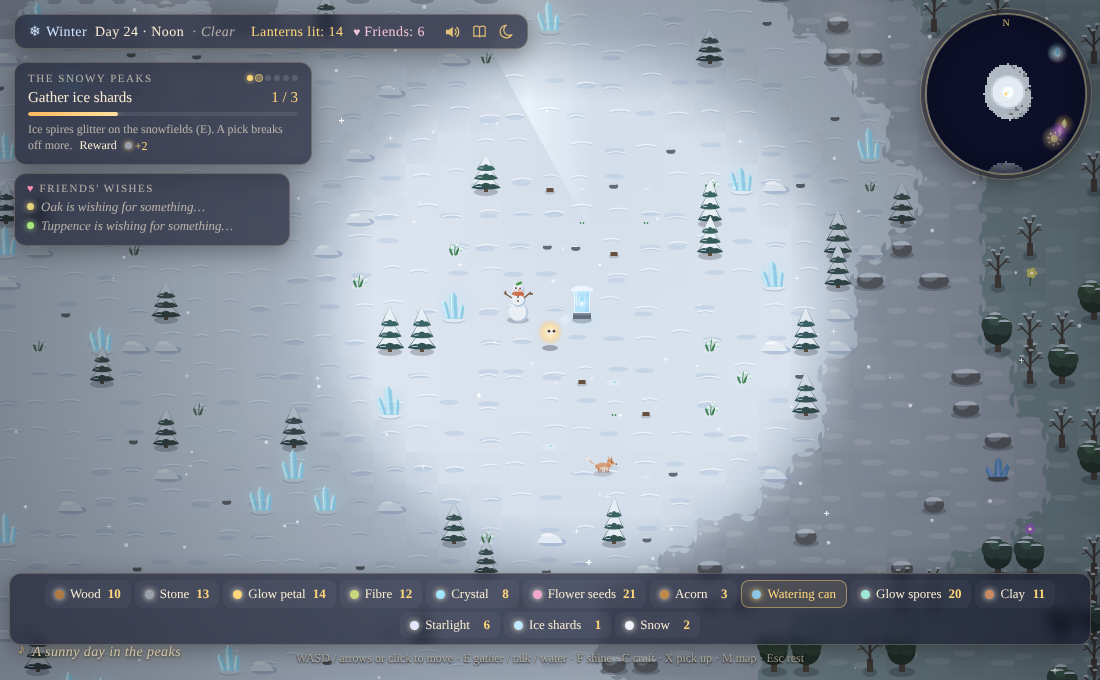 ❄ Winter Day 24 · Noon · Clear Lanterns lit: 14 ♥ Friends: 6
THE SNOWY PEAKS
Gather ice shards 1 / 3
Ice spires glitter on the snowfields (E). A pick breaks
off more. Reward +2
♥ FRIENDS' WISHES
Oak is wishing for something…
Tuppence is wishing for something…
N
Wood 10 Stone 13 Glow petal 14 Fibre 12 Crystal 8 Flower seeds 21 Acorn 3 Watering can Glow spores 20 Clay 11
Starlight 6 Ice shards 1 Snow 2
♪ A sunny day in the peaks
WASD / arrows or click to move · E gather / talk / water · F shine · C craft · X pick up · M map · Esc rest